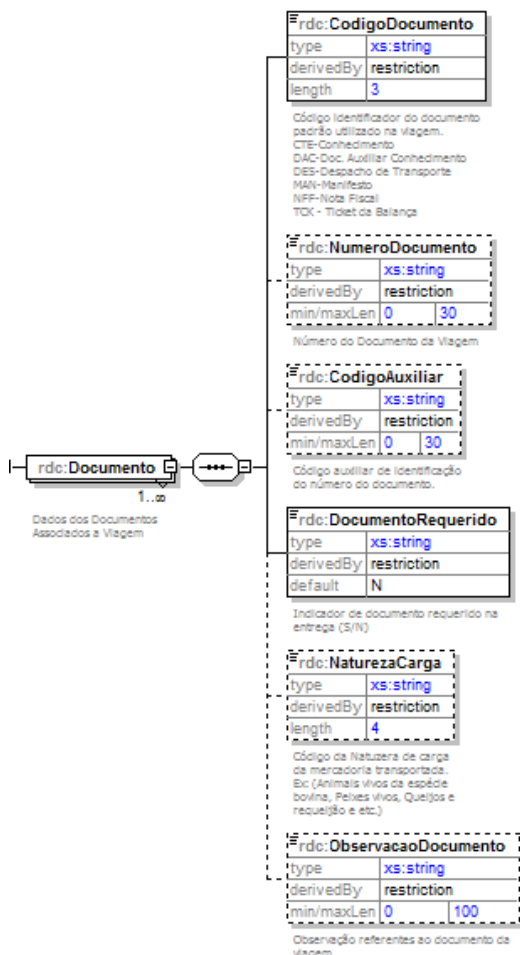 rdc:CodigoDocumento
type xs:string
derivedBy restriction
length 3
Código identificador do documento
padrão utilizado na viagem.
CTE-Conhecimento
DAC-Doc. Auxiliar Conhecimento
DES-Despacho de Transporte
MAN-Manifesto
NFF-Nota Fiscal
TCK - Ticket da Balança
rdc:NumeroDocumento
type xs:string
derivedBy restriction
min/maxLen 0 30
Número do Documento da Viagem
rdc:CodigoAuxiliar
type xs:string
derivedBy restriction
min/maxLen 0 30
Código auxiliar de identificação
do número do documento.
rdc:Documento
1..∞
Dados dos Documentos
Associados a Viagem
rdc:DocumentoRequerido
type xs:string
derivedBy restriction
default N
Indicador de documento requerido na
entrega (S/N)
rdc:NaturezaCarga
type xs:string
derivedBy restriction
length 4
Código da Natuzera de carga
da mercadoria transportada.
Ex: (Animais vivos da espécie
bovina, Peixes vivos, Queijos e
requeijão e etc.)
rdc:ObservacaoDocumento
type xs:string
derivedBy restriction
min/maxLen 0 100
Observação referentes ao documento da
viagem